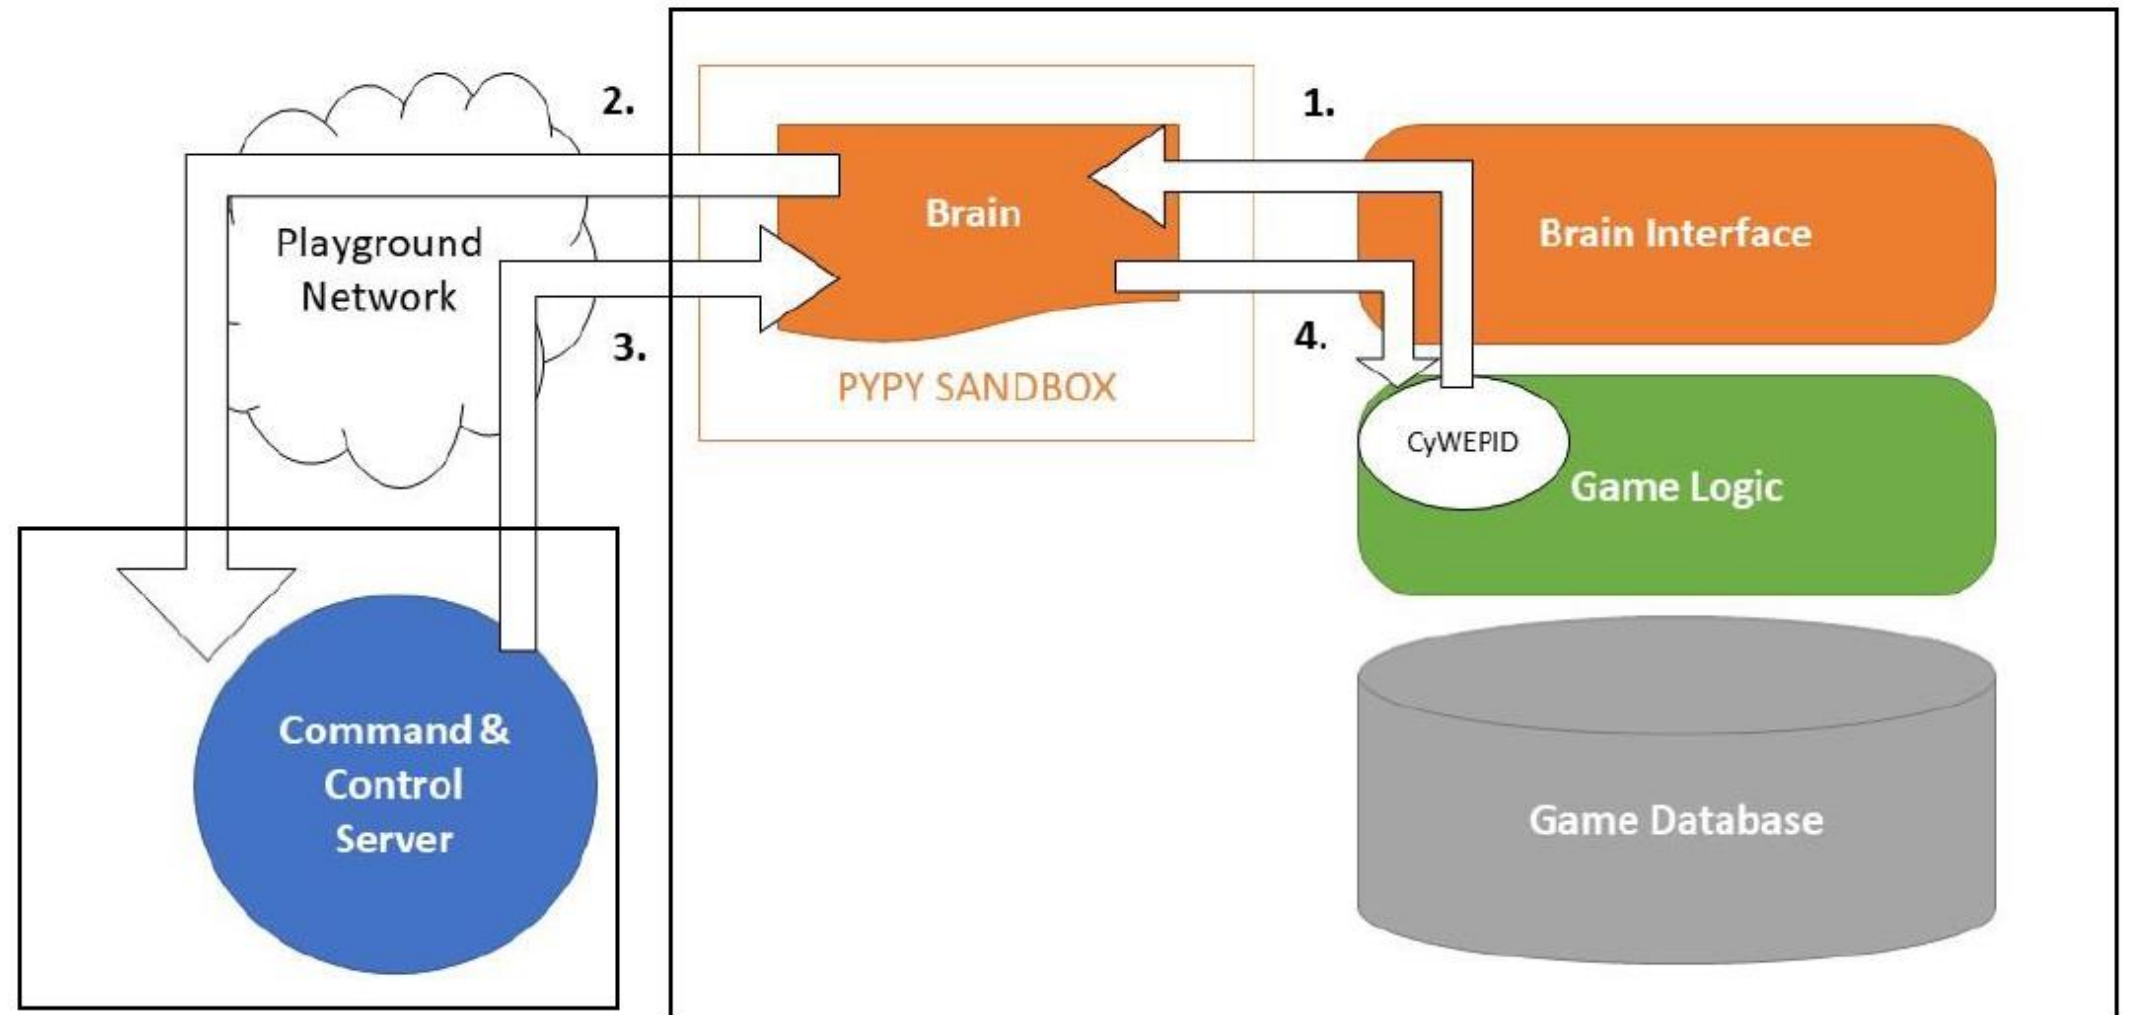 2.
1.
Playground
Network
Brain
Brain Interface
3.
4.
PYPY SANDBOX
CyWEPID
Game Logic
Command &
Control
Server
Game Database